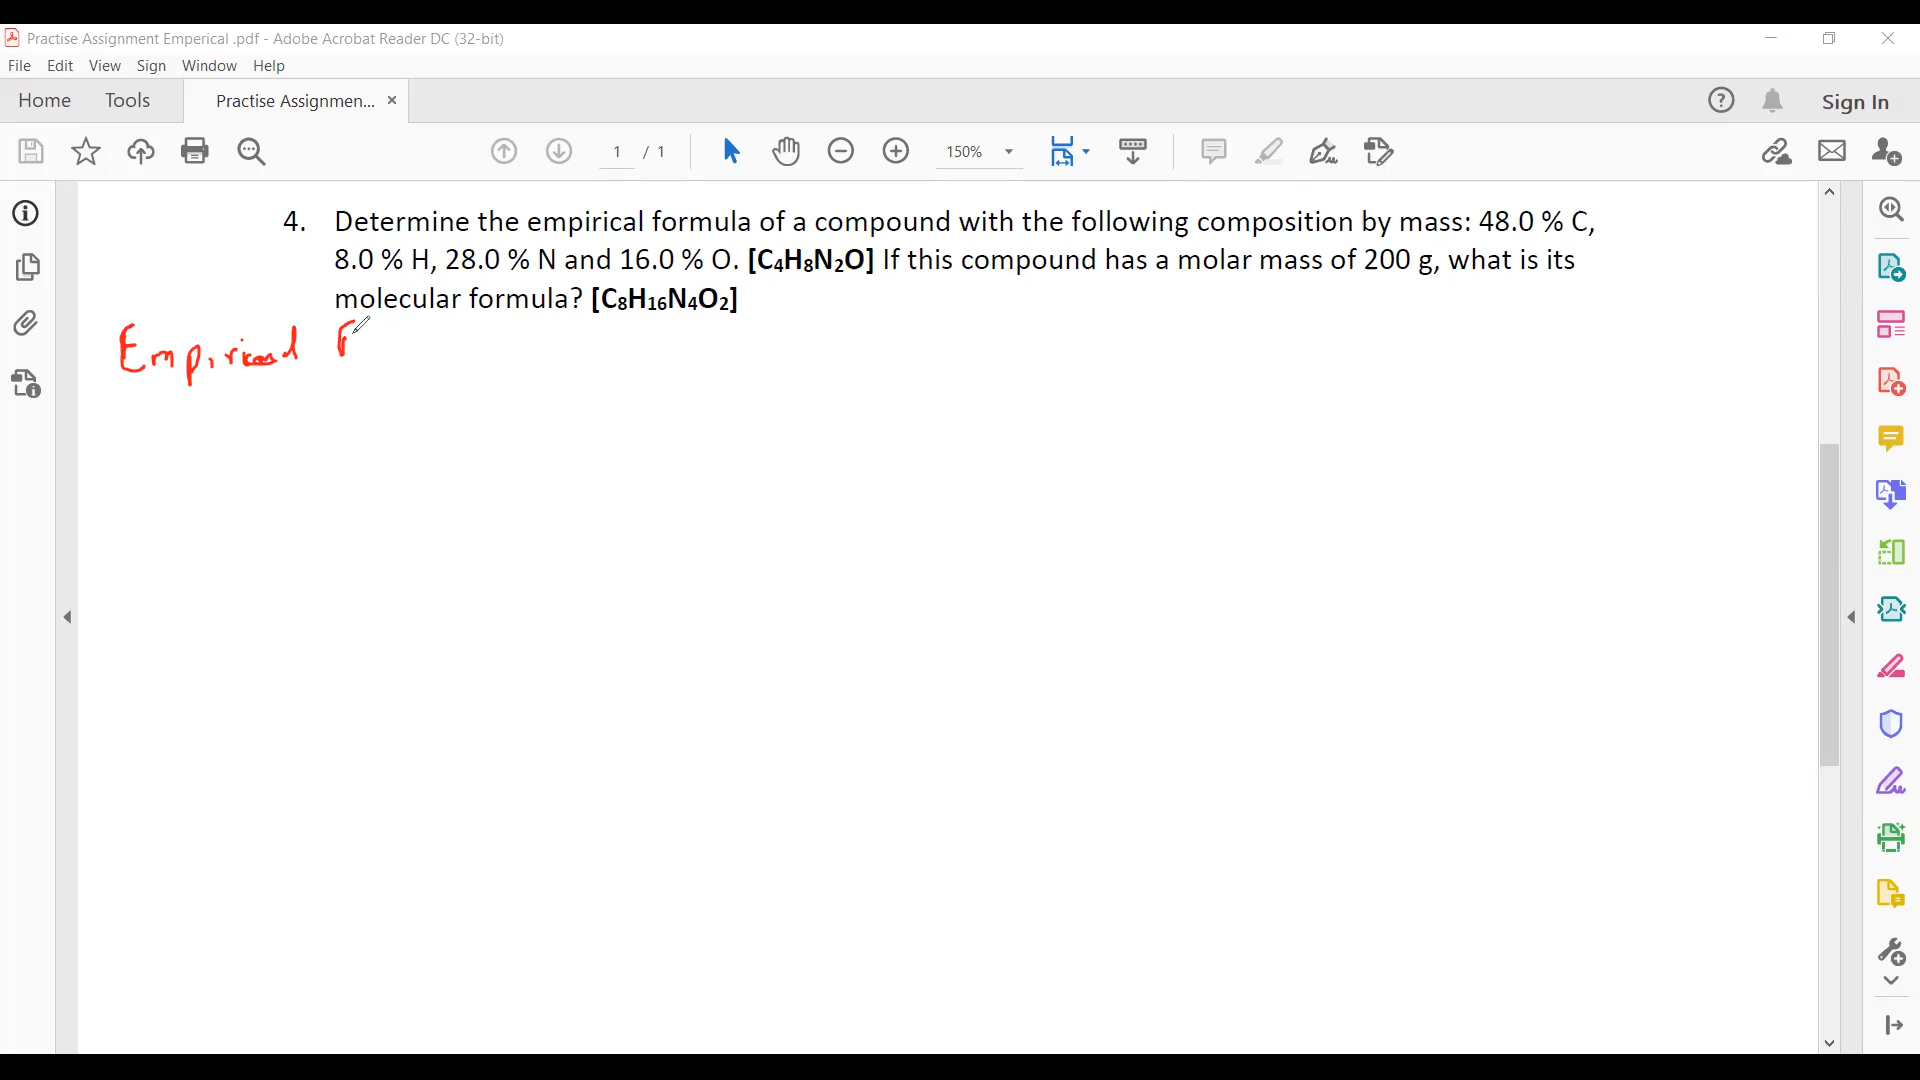 Practise Assignment Emperical .pdf - Adobe Acrobat Reader DC (32-bit)
File Edit View Sign Window Help
Home Tools Practise Assignmen... × Sign In
1 / 1 150%
4. Determine the empirical formula of a compound with the following composition by mass: 48.0 % C,
8.0 % H, 28.0 % N and 16.0 % O. [C₄H₈N₂O] If this compound has a molar mass of 200 g, what is its
molecular formula? [C₈H₁₆N₄O₂]
Empirical F